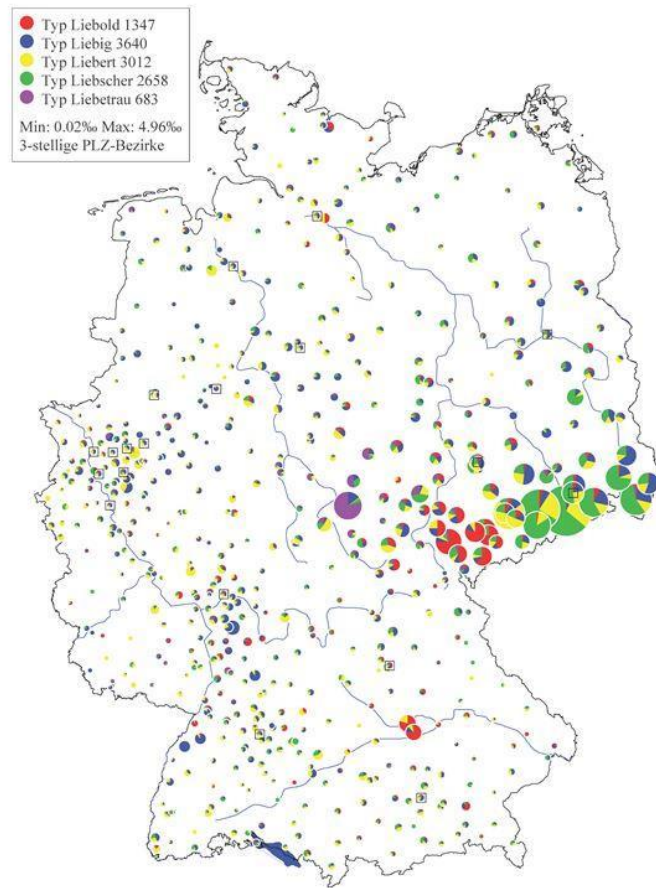 Typ Liebold 1347
Typ Liebig 3640
Typ Liebert 3012
Typ Liebscher 2658
Typ Liebetrau 683
Min: 0.02‰ Max: 4.96‰
3-stellige PLZ-Bezirke